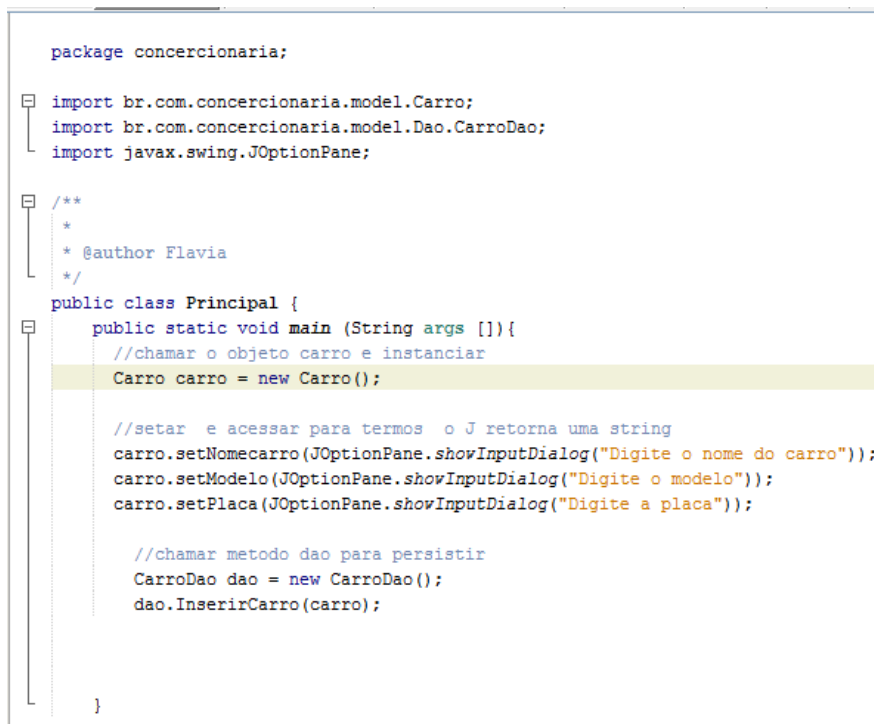 package concercionaria;
import br.com.concercionaria.model.Carro;
import br.com.concercionaria.model.Dao.CarroDao;
import javax.swing.JOptionPane;
/**
*
* @author Flavia
*/
public class Principal {
public static void main (String args []){
//chamar o objeto carro e instanciar
Carro carro = new Carro();
//setar  e acessar para termos  o J retorna uma string
carro.setNomecarro(JOptionPane.showInputDialog("Digite o nome do carro"));
carro.setModelo(JOptionPane.showInputDialog("Digite o modelo"));
carro.setPlaca(JOptionPane.showInputDialog("Digite a placa"));
//chamar metodo dao para persistir
CarroDao dao = new CarroDao();
dao.InserirCarro(carro);
}